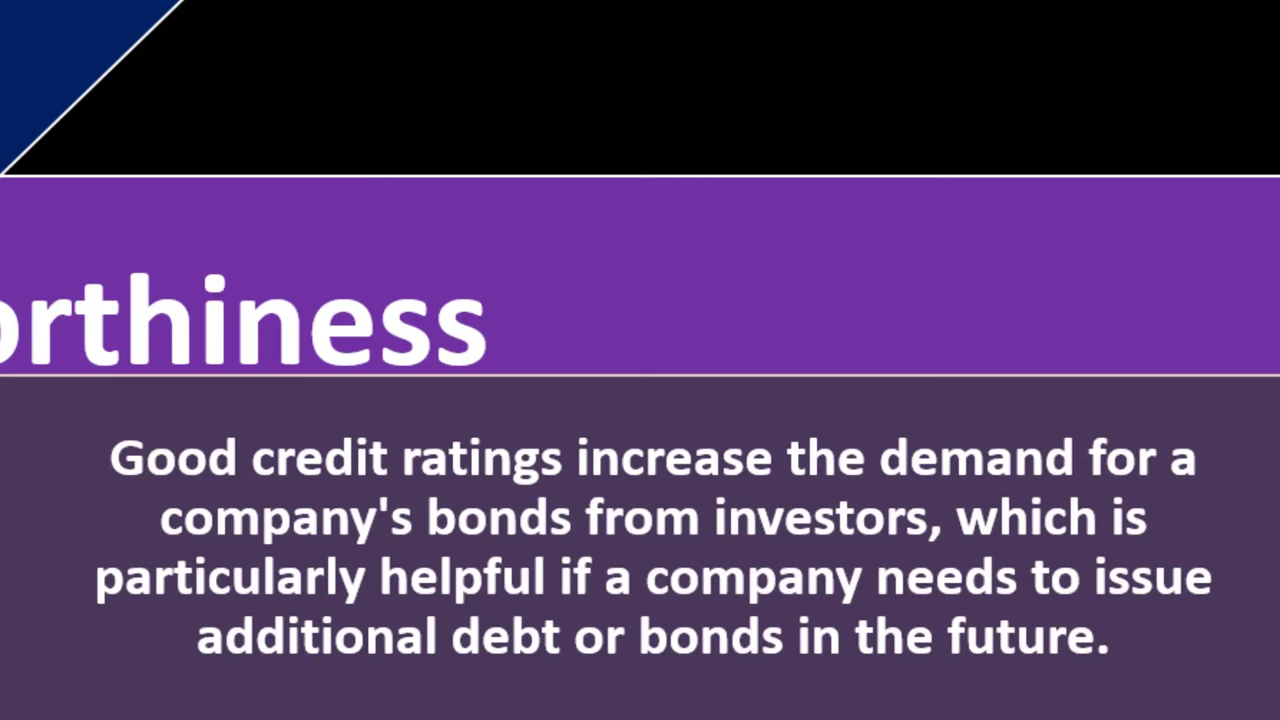 orthiness
Good credit ratings increase the demand for a
company's bonds from investors, which is
particularly helpful if a company needs to issue
additional debt or bonds in the future.